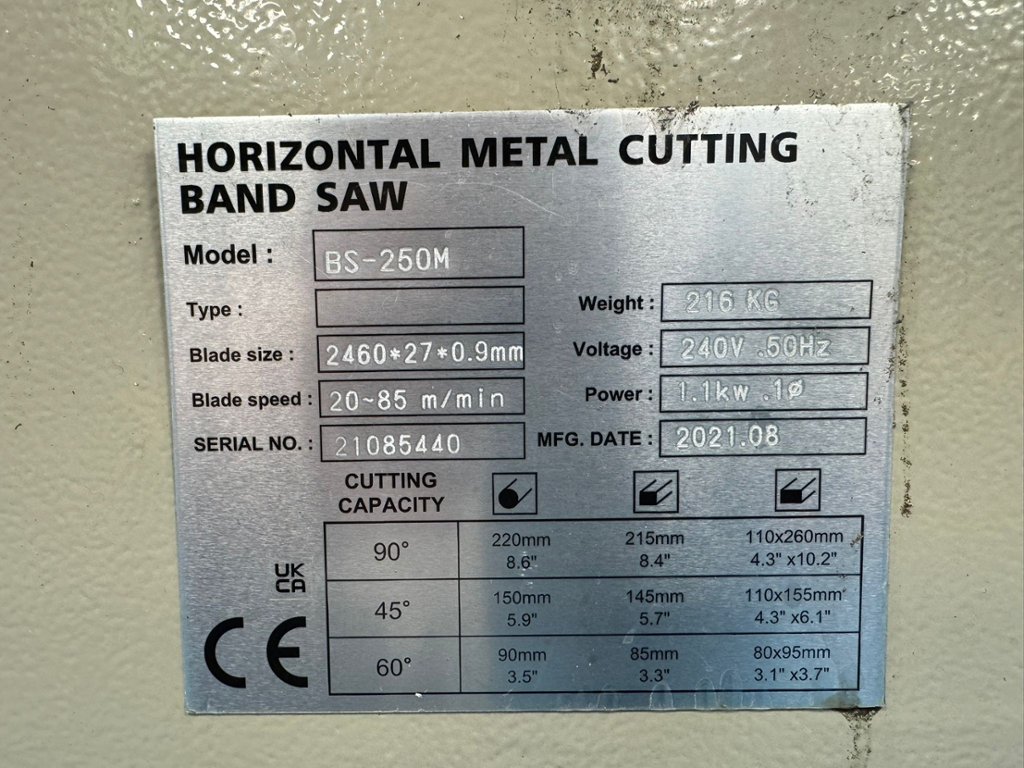 HORIZONTAL METAL CUTTING
BAND SAW
Model : BS-250M
Type :
Weight : 216 KG
Blade size : 2460*27*0.9mm
Voltage : 240V .50Hz
Blade speed : 20~85 m/min
Power : 1.1kw .1ø
SERIAL NO. : 21085440
MFG. DATE : 2021.08
CUTTING
CAPACITY
90° 220mm 215mm 110x260mm
8.6" 8.4" 4.3" x10.2"
45° 150mm 145mm 110x155mm
5.9" 5.7" 4.3" x6.1"
60° 90mm 85mm 80x95mm
3.5" 3.3" 3.1" x3.7"
UK
CA
CE